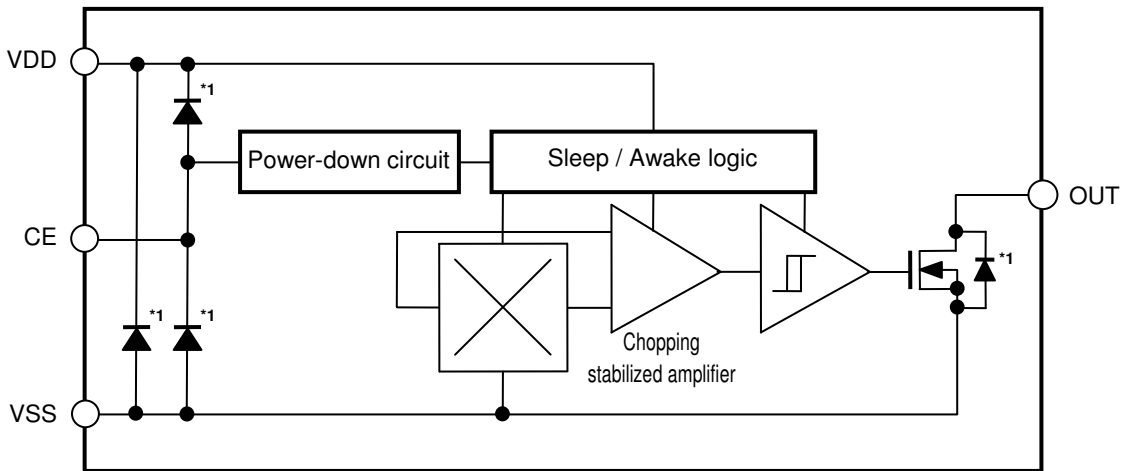 VDD
*1
Power-down circuit
Sleep / Awake logic
OUT
CE
*1
*1
*1
Chopping
stabilized amplifier
VSS